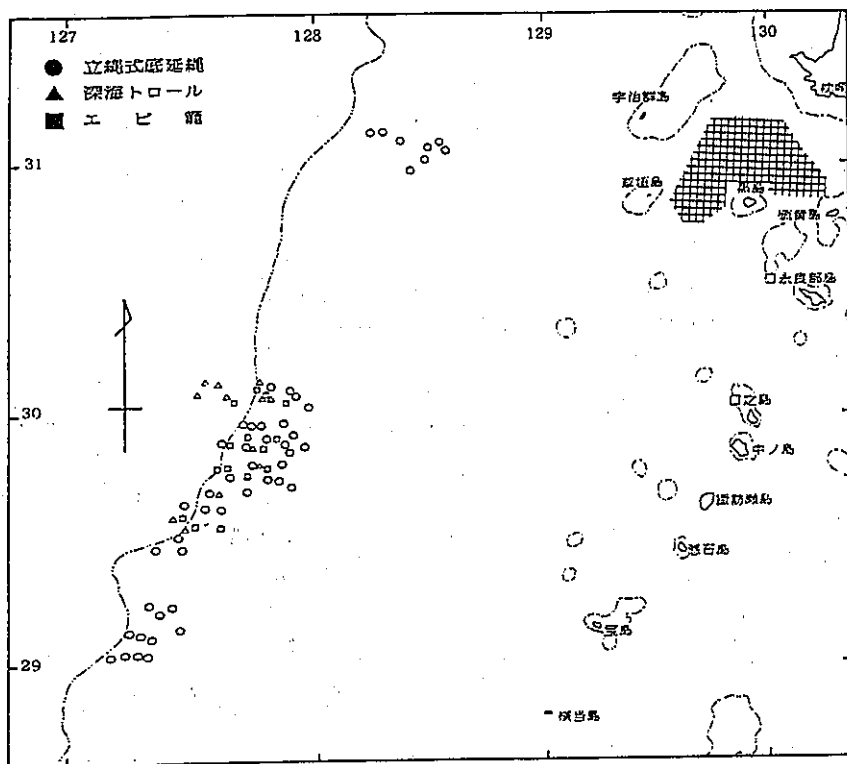 127 128 129 130
● 立縄式底延縄
▲ 深海トロール
■ エビ籠
宇治群島
31
草垣島
黒島
硫黄島
口永良部島
30
口之島
中ノ島
諏訪瀬島
悪石島
宝島
29
横当島